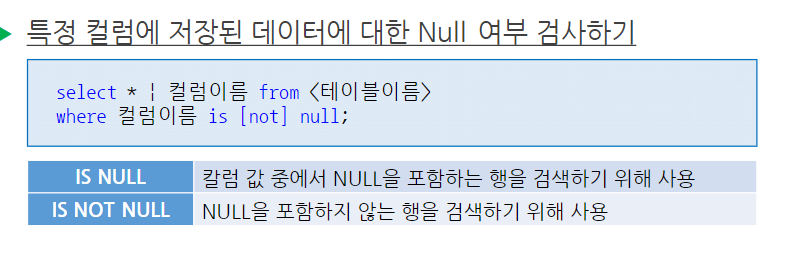 특정 컬럼에 저장된 데이터에 대한 Null 여부 검사하기
select * | 컬럼이름 from <테이블이름>
where 컬럼이름 is [not] null;
IS NULL 칼럼 값 중에서 NULL을 포함하는 행을 검색하기 위해 사용
IS NOT NULL NULL을 포함하지 않는 행을 검색하기 위해 사용